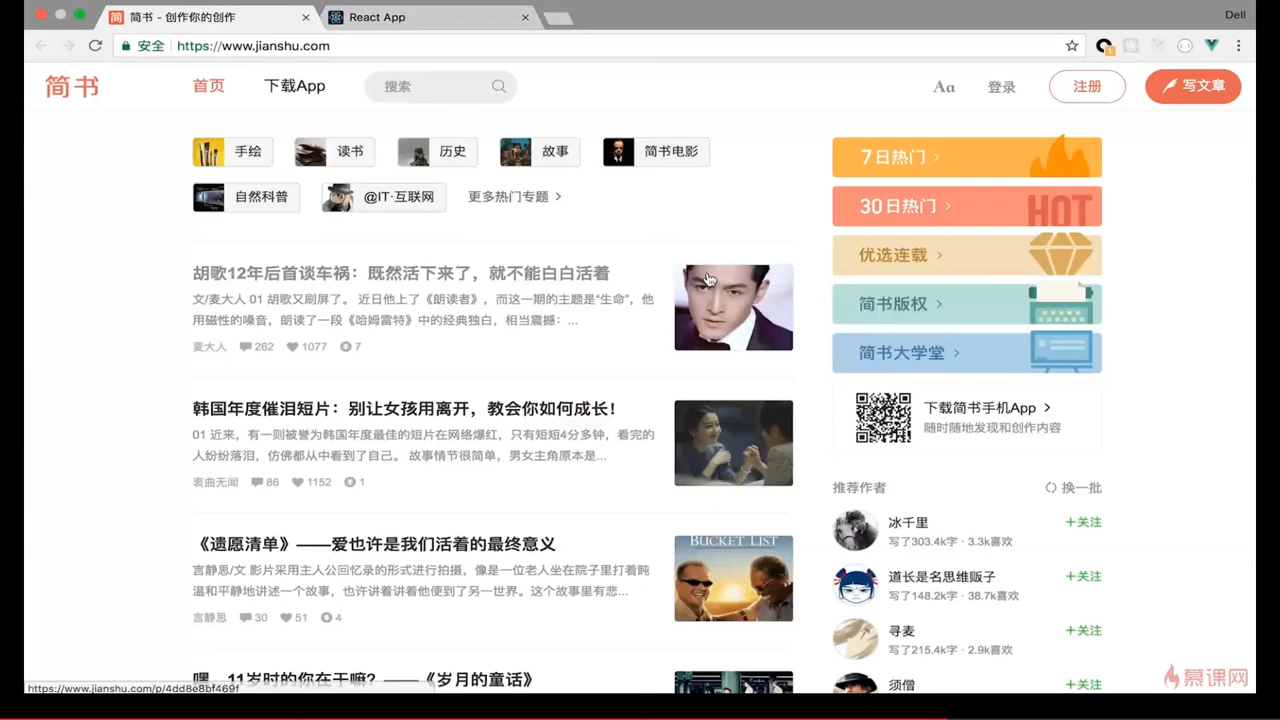 简书 - 创作你的创作
React App
Dell
安全
https://www.jianshu.com
简书
首页
下载App
搜索
Aa
登录
注册
写文章
手绘
读书
历史
故事
简书电影
自然科普
@IT·互联网
更多热门专题 >
胡歌12年后首谈车祸：既然活下来了，就不能白白活着
文/麦大人 01 胡歌又刷屏了。 近日他上了《朗读者》，而这一期的主题是“生命”，他
用磁性的嗓音，朗读了一段《哈姆雷特》中的经典独白，相当震撼：...
麦大人 262 1077 7
韩国年度催泪短片：别让女孩用离开，教会你如何成长！
01 近来，有一则被誉为韩国年度最佳的短片在网络爆红，只有短短4分多钟，看完的
人纷纷落泪，仿佛都从中看到了自己。 故事情节很简单，男女主角原本是...
衷曲无闻 86 1152 1
《遗愿清单》——爱也许是我们活着的最终意义
言静思/文 影片采用主人公回忆录的形式进行拍摄，像是一位老人坐在院子里打着盹
温和平静地讲述一个故事，也许讲着讲着他便到了另一世界。这个故事里有悲...
言静思 30 51 4
BUCKET LIST
嘿，11岁时的你在干嘛？——《岁月的童话》
7日热门 >
30日热门 >
HOT
优选连载 >
简书版权 >
简书大学堂 >
下载简书手机App >
随时随地发现和创作内容
推荐作者
换一批
冰千里
+关注
写了303.4k字 · 3.3k喜欢
道长是名思维贩子
+关注
写了148.2k字 · 38.7k喜欢
寻麦
+关注
写了215.4k字 · 2.9k喜欢
须僧
+关注
https://www.jianshu.com/p/4dd8e8bf469f
慕课网